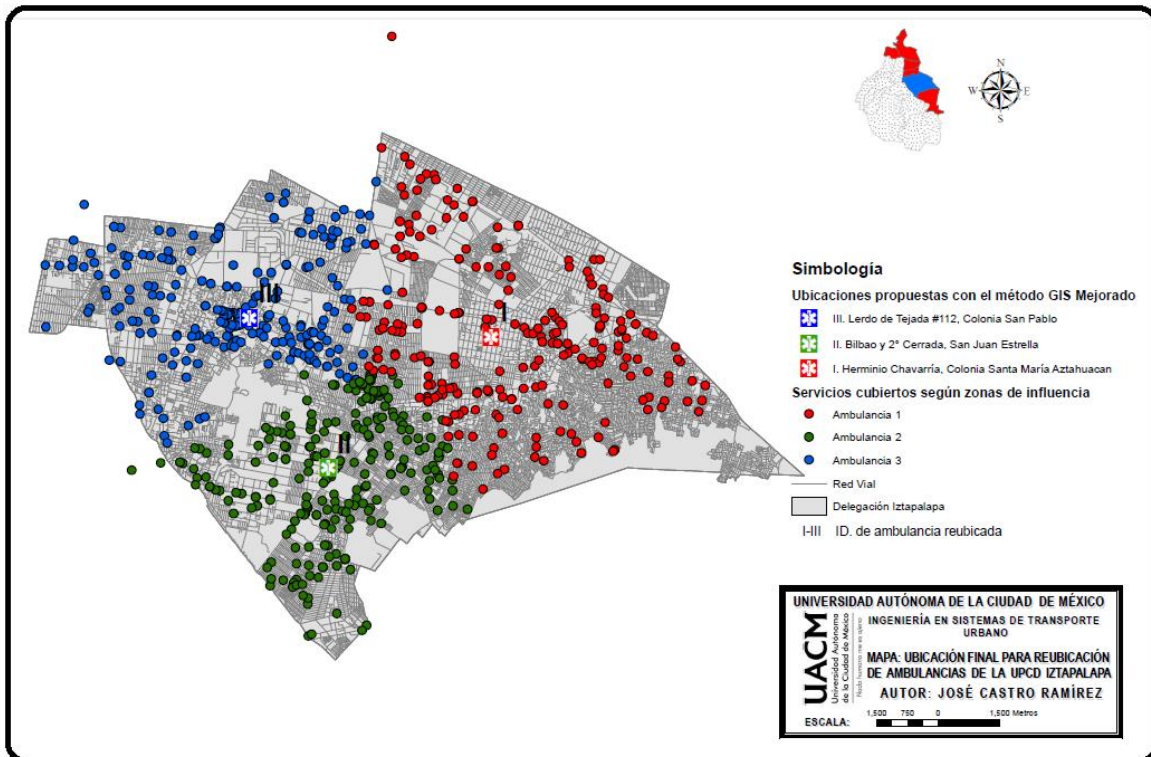 N
W
E
S
III
I
II
Simbología
Ubicaciones propuestas con el método GIS Mejorado
III. Lerdo de Tejada #112, Colonia San Pablo
II. Bilbao y 2° Cerrada, San Juan Estrella
I. Herminio Chavarría, Colonia Santa María Aztahuacan
Servicios cubiertos según zonas de influencia
Ambulancia 1
Ambulancia 2
Ambulancia 3
Red Vial
Delegación Iztapalapa
I-III ID. de ambulancia reubicada
UNIVERSIDAD AUTÓNOMA DE LA CIUDAD DE MÉXICO
UACM
Universidad Autónoma
de la Ciudad de México
Nada humano me es ajeno
INGENIERÍA EN SISTEMAS DE TRANSPORTE
URBANO
MAPA: UBICACIÓN FINAL PARA REUBICACIÓN
DE AMBULANCIAS DE LA UPCD IZTAPALAPA
AUTOR: JOSÉ CASTRO RAMÍREZ
ESCALA:
1,500 750 0 1,500 Metros